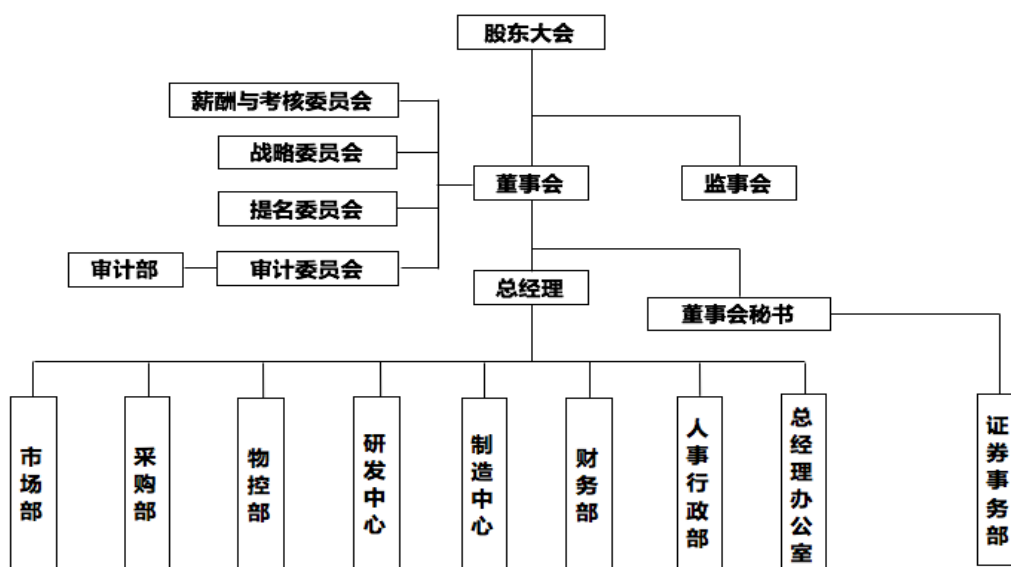 股东大会
薪酬与考核委员会
战略委员会
董事会
监事会
提名委员会
审计部
审计委员会
总经理
董事会秘书
市场部
采购部
物控部
研发中心
制造中心
财务部
人事行政部
总经理办公室
证券事务部